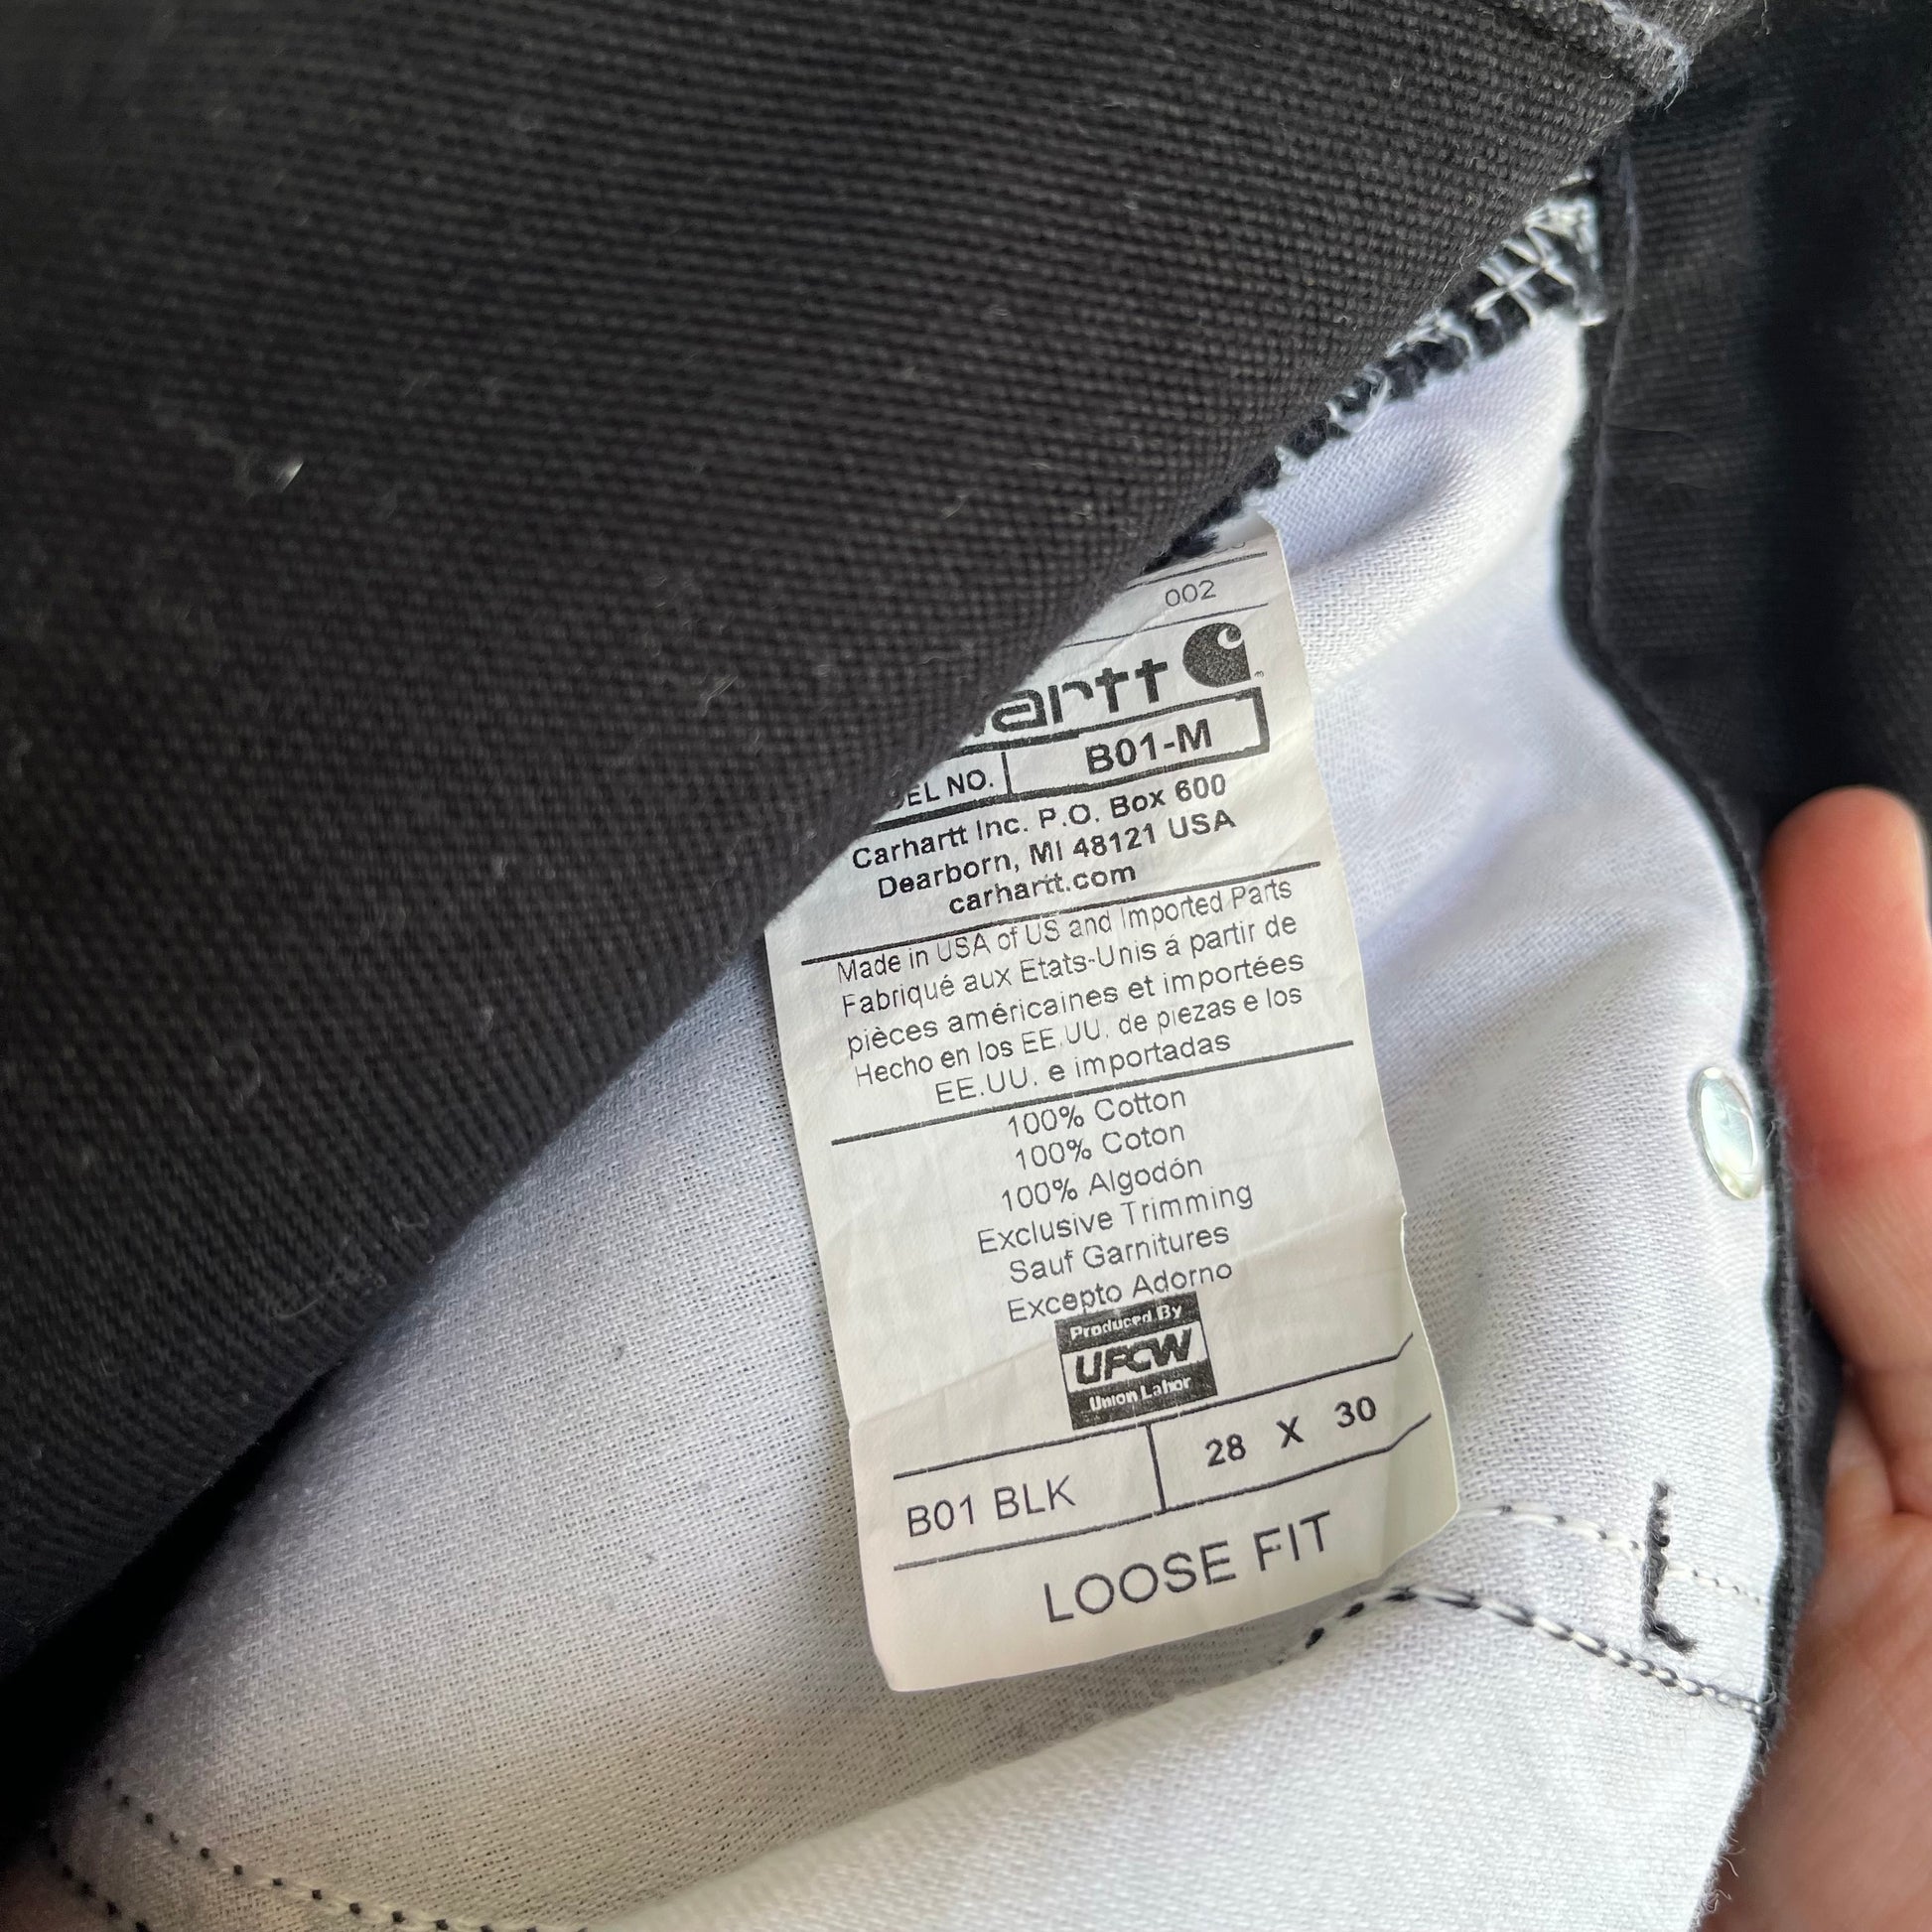 002
artt
EL NO. B01-M
Carhartt Inc. P.O. Box 600
Dearborn, MI 48121 USA
carhartt.com
Made in USA of US and Imported Parts
Fabriqué aux Etats-Unis á partir de
pièces américaines et importées
Hecho en los EE.UU. de piezas e los
EE.UU. e importadas
100% Cotton
100% Coton
100% Algodón
Exclusive Trimming
Sauf Garnitures
Excepto Adorno
Produced By
UFCW
Union Labor
B01 BLK 28 X 30
LOOSE FIT